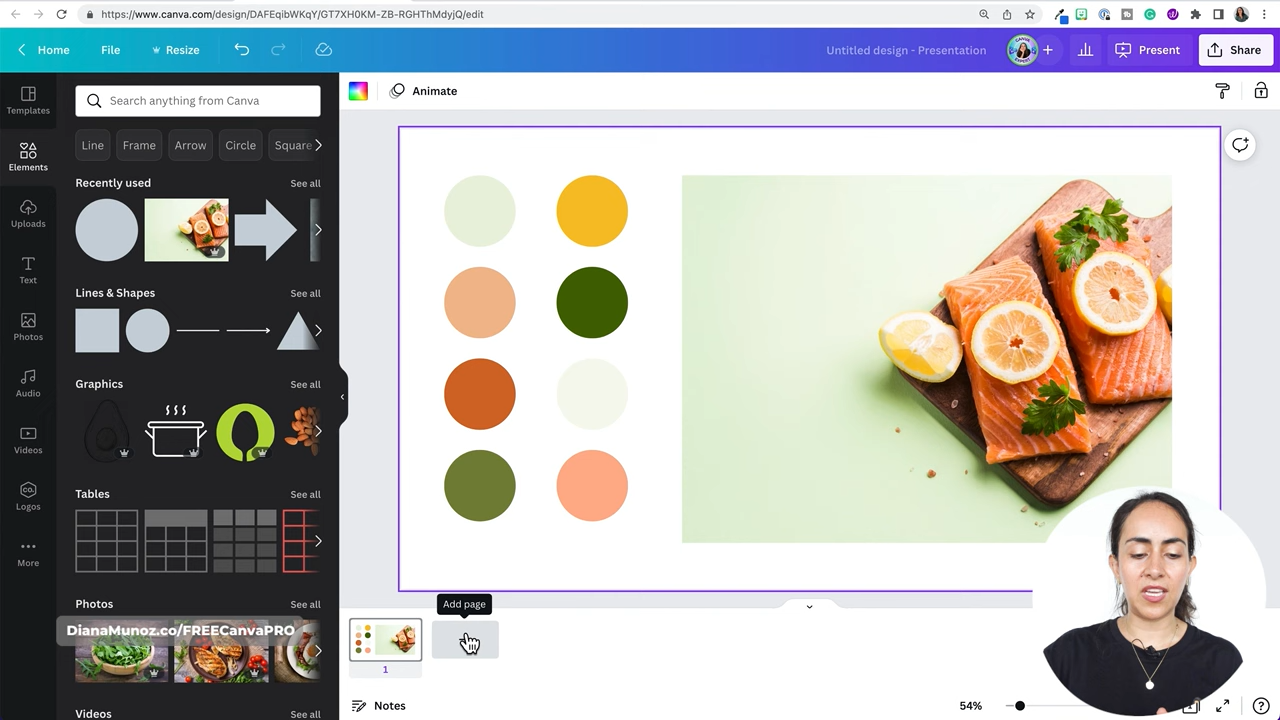 https://www.canva.com/design/DAFEqibWKqY/GT7XH0KM-ZB-RGHThMdyjQ/edit
Home
File
Resize
Untitled design - Presentation
Present
Share
Templates
Elements
Uploads
Text
Photos
Audio
Videos
CO.
Logos
More
Search anything from Canva
Line
Frame
Arrow
Circle
Square
Recently used
See all
Lines & Shapes
See all
Graphics
See all
Tables
See all
Photos
See all
DianaMunoz.co/FREECanvaPRO
Videos
See all
Animate
Add page
1
Notes
54%